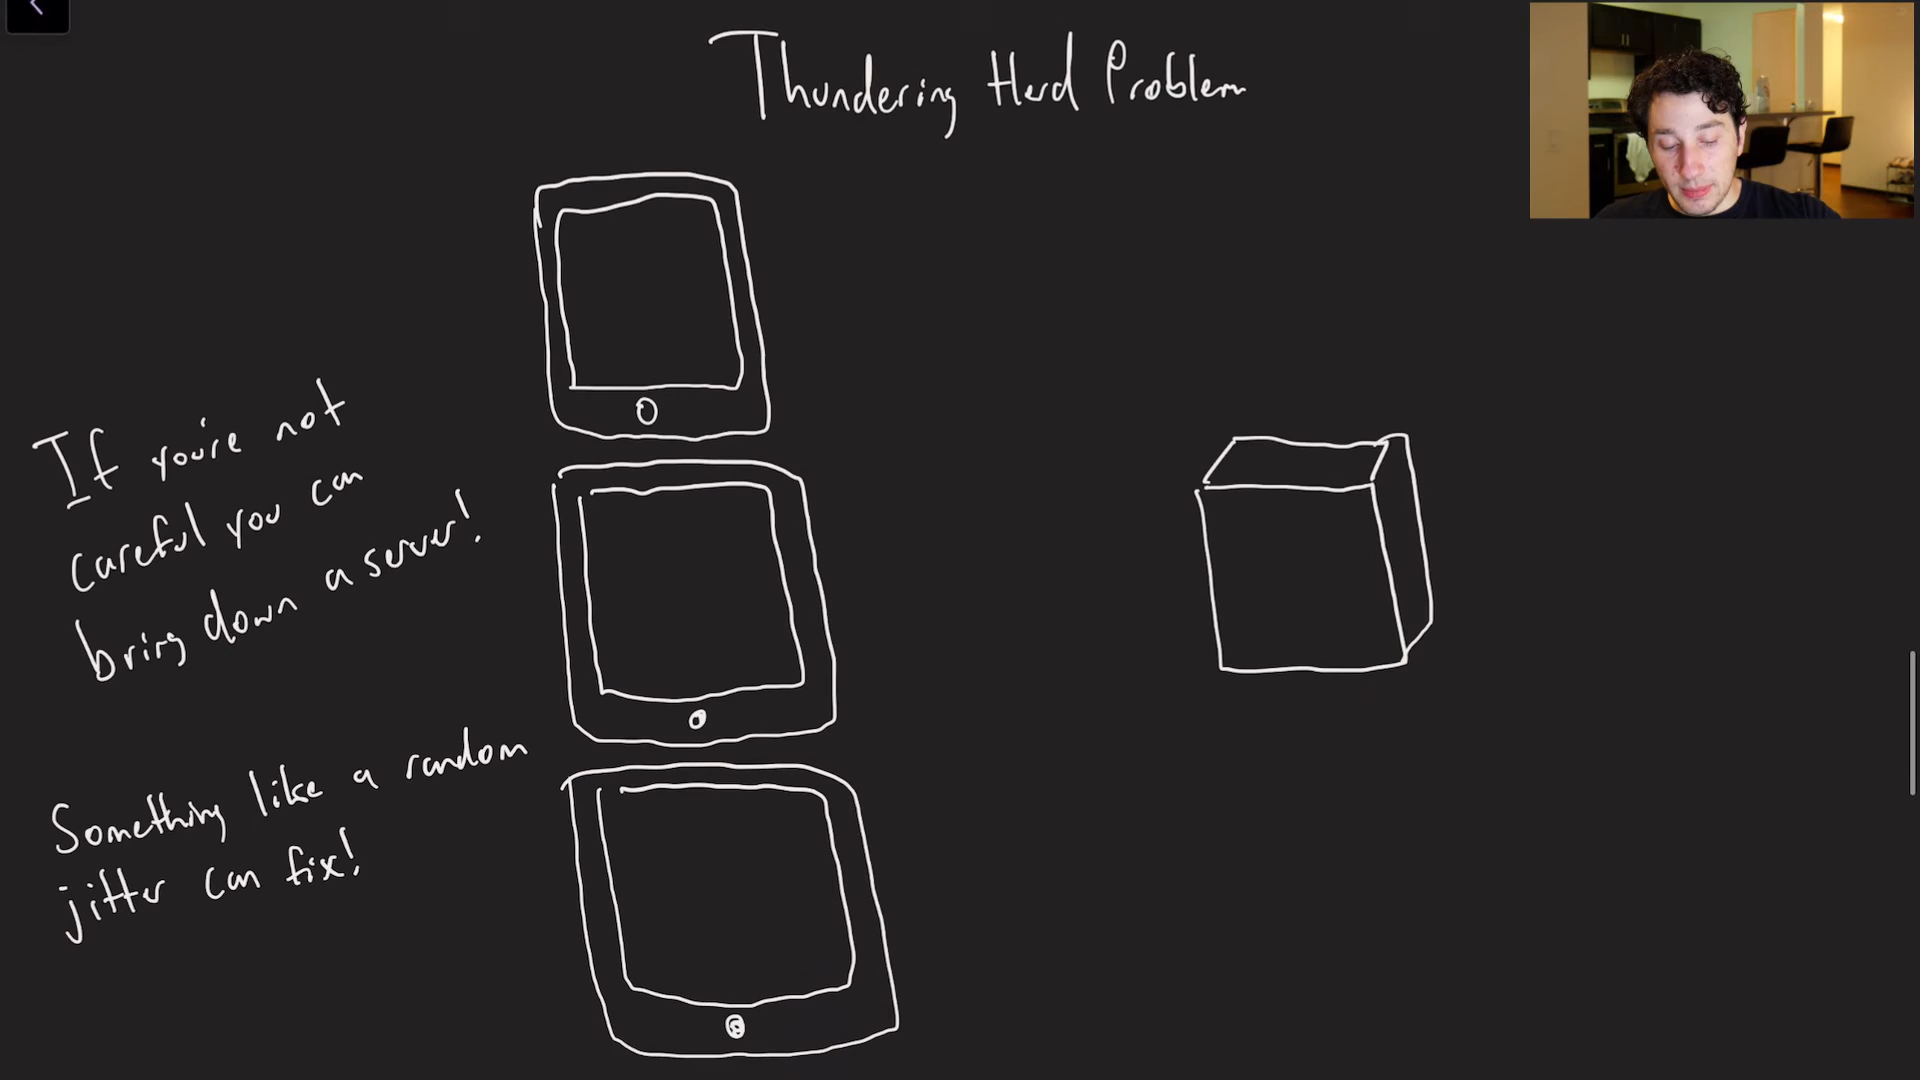 Thundering Herd Problem
If you're not
careful you can
bring down a server!
Something like a random
jitter can fix!